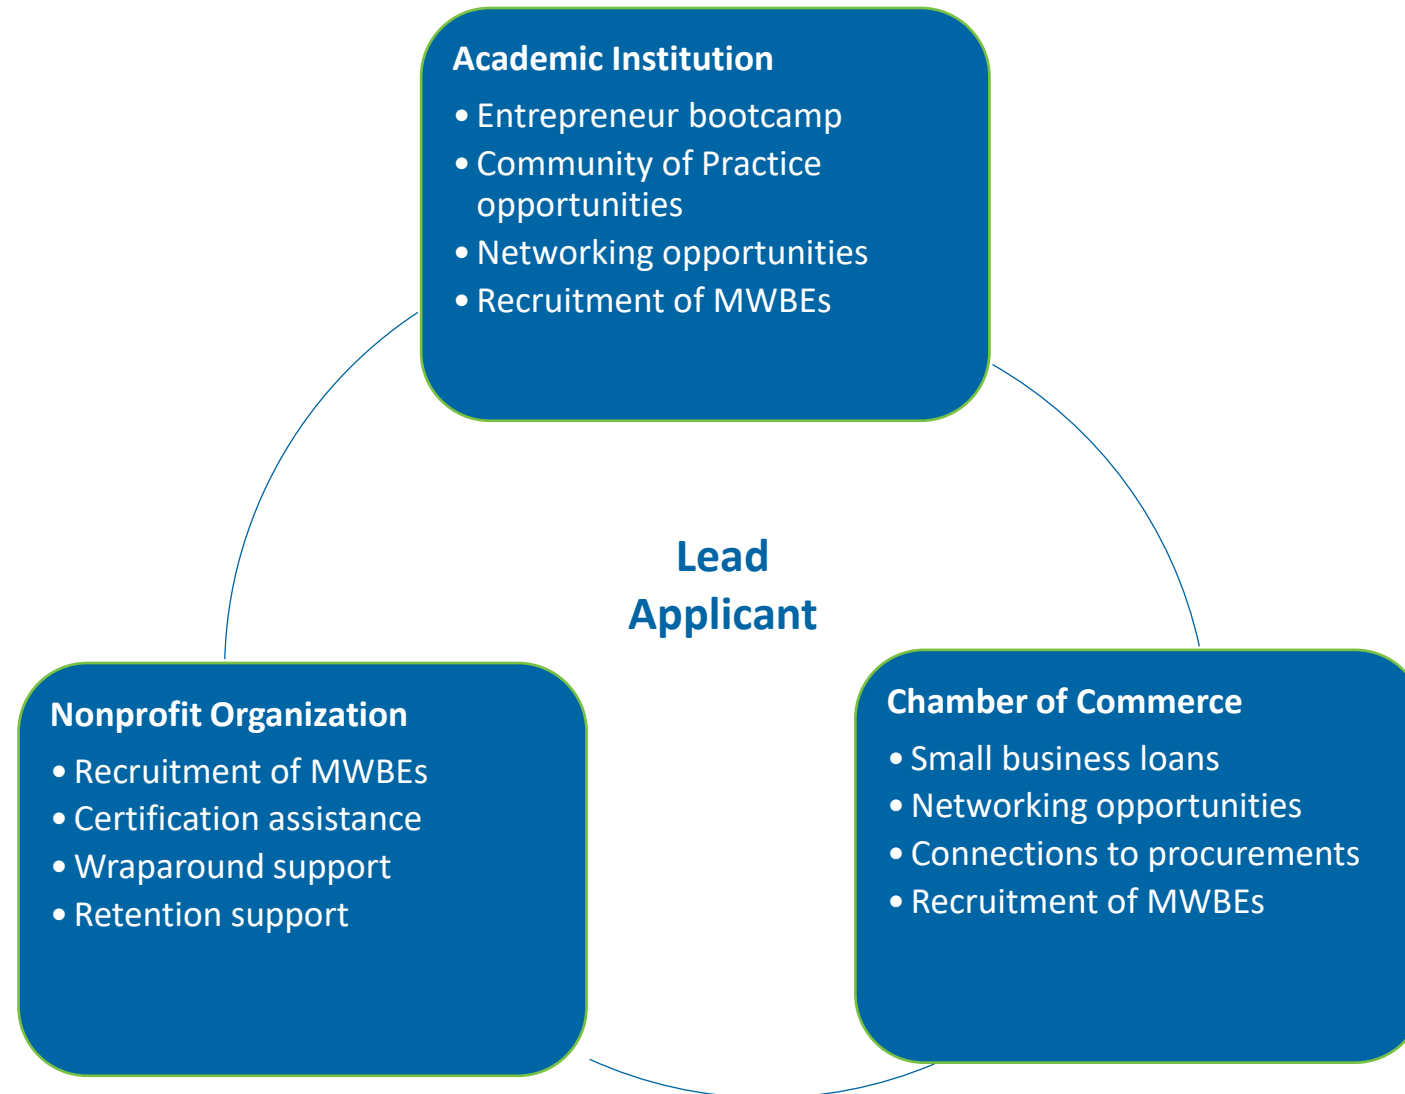 Academic Institution
• Entrepreneur bootcamp
• Community of Practice
opportunities
• Networking opportunities
• Recruitment of MWBEs
Lead
Applicant
Nonprofit Organization
• Recruitment of MWBEs
• Certification assistance
• Wraparound support
• Retention support
Chamber of Commerce
• Small business loans
• Networking opportunities
• Connections to procurements
• Recruitment of MWBEs